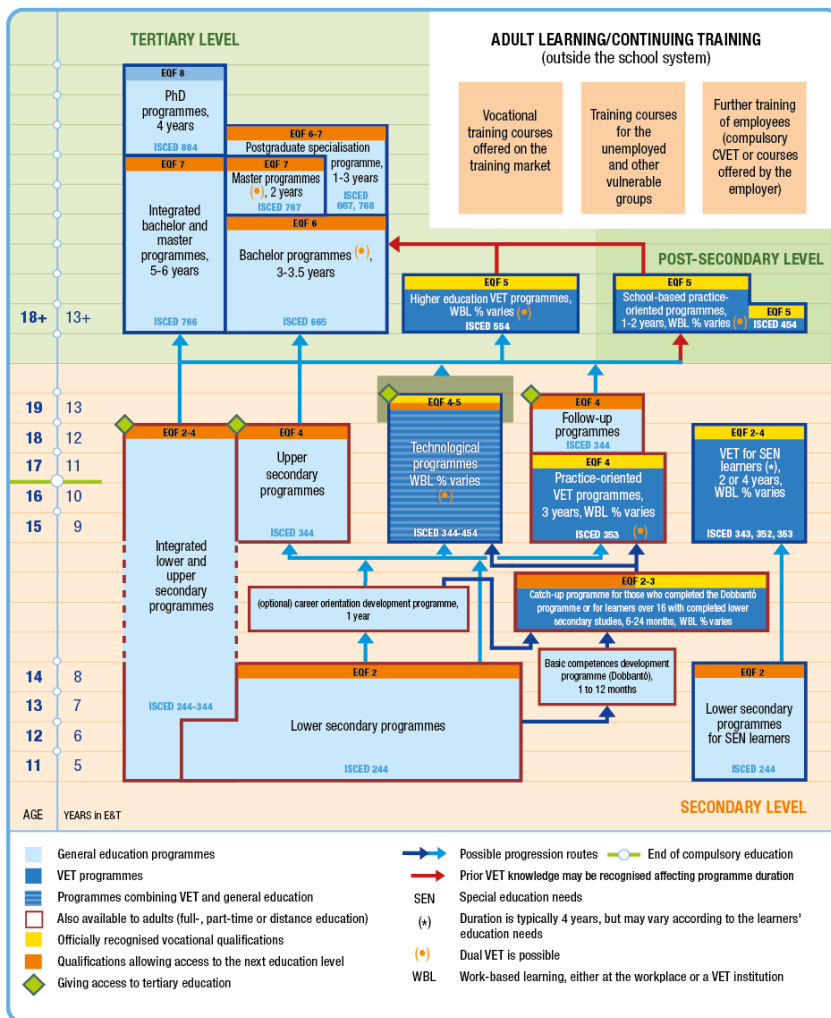 TERTIARY LEVEL
ADULT LEARNING/CONTINUING TRAINING
(outside the school system)
Vocational
training courses
offered on the
training market
Training courses
for the
unemployed
and other
vulnerable
groups
Further training
of employees
(compulsory
CVET or courses
offered by the
employer)
EQF 8
PhD
programmes,
4 years
ISCED 864
EQF 6-7
Postgraduate specialisation
programme,
1-3 years
ISCED
667, 768
EQF 7
Master programmes
(•), 2 years
ISCED 767
EQF 7
Integrated
bachelor and
master
programmes,
5-6 years
ISCED 766
EQF 6
Bachelor programmes (•),
3-3.5 years
ISCED 665
POST-SECONDARY LEVEL
EQF 5
Higher education VET programmes,
WBL % varies (•)
ISCED 554
EQF 5
School-based practice-
oriented programmes,
1-2 years, WBL % varies (•)
EQF 5
ISCED 454
18+ 13+
19 13
18 12
17 11
16 10
15 9
14 8
13 7
12 6
11 5
AGE YEARS in E&T
EQF 2-4
Integrated
lower and
upper
secondary
programmes
ISCED 244-344
EQF 4
Upper
secondary
programmes
ISCED 344
EQF 4-5
Technological
programmes
WBL % varies
(•)
ISCED 344-454
EQF 4
Follow-up
programmes
ISCED 344
EQF 4
Practice-oriented
VET programmes,
3 years, WBL % varies
ISCED 353 (•)
EQF 2-4
VET for SEN
learners (*),
2 or 4 years,
WBL % varies
ISCED 343, 352, 353
(optional) career orientation development programme,
1 year
EQF 2-3
Catch-up programme for those who completed the Dobbantó
programme or for learners over 16 with completed lower
secondary studies, 6-24 months, WBL % varies
Basic competences development
programme (Dobbantó),
1 to 12 months
EQF 2
Lower secondary programmes
ISCED 244
EQF 2
Lower secondary
programmes
for SEN learners
ISCED 244
SECONDARY LEVEL
General education programmes
VET programmes
Programmes combining VET and general education
Also available to adults (full-, part-time or distance education)
Officially recognised vocational qualifications
Qualifications allowing access to the next education level
Giving access to tertiary education
Possible progression routes
End of compulsory education
Prior VET knowledge may be recognised affecting programme duration
SEN Special education needs
(*) Duration is typically 4 years, but may vary according to the learners'
education needs
(•) Dual VET is possible
WBL Work-based learning, either at the workplace or a VET institution